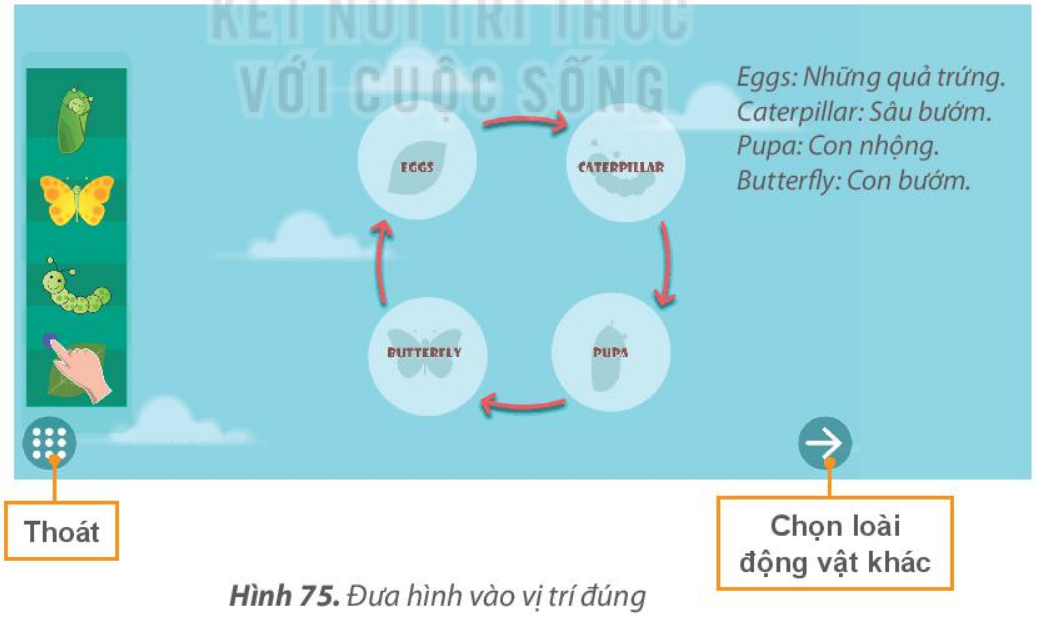 KẾT NỐI TRI THỨC
VỚI CUỘC SỐNG
Eggs: Những quả trứng.
Caterpillar: Sâu bướm.
Pupa: Con nhộng.
Butterfly: Con bướm.
EGGS
CATERPILLAR
BUTTERFLY
PUPA
Thoát
Chọn loài
động vật khác
Hình 75. Đưa hình vào vị trí đúng